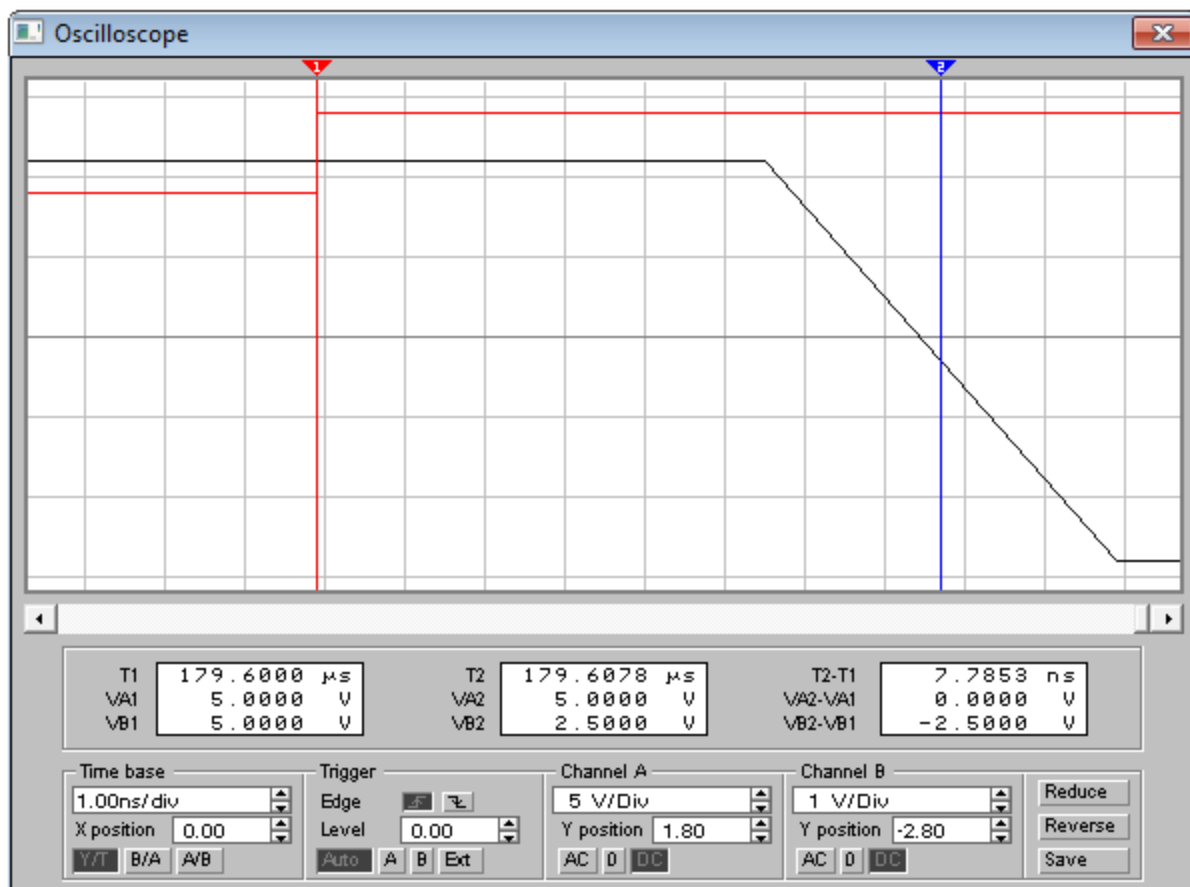 Oscilloscope
1 2
T1 179.6000 µs T2 179.6078 µs T2-T1 7.7853 ns
VA1 5.0000 V VA2 5.0000 V VA2-VA1 0.0000 V
VB1 5.0000 V VB2 2.5000 V VB2-VB1 -2.5000 V
Time base Trigger Channel A Channel B
1.00ns/div Edge 5 V/Div 1 V/Div Reduce
X position 0.00 Level 0.00 Y position 1.80 Y position -2.80 Reverse
Y/T B/A A/B Auto A B Ext AC 0 DC AC 0 DC Save